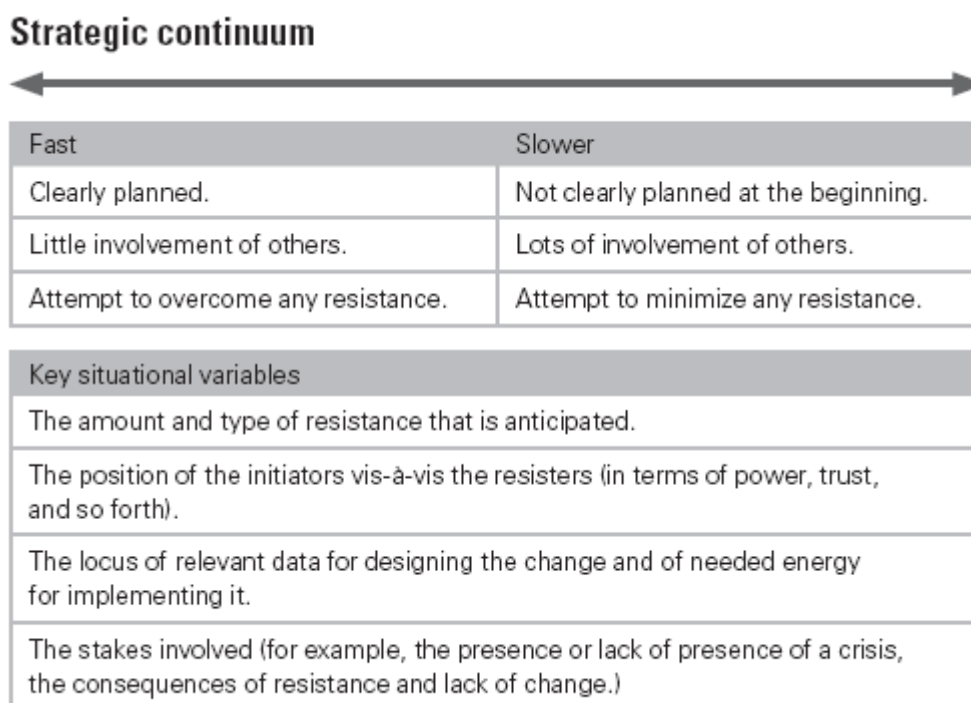 Strategic continuum
Fast Slower
Clearly planned. Not clearly planned at the beginning.
Little involvement of others. Lots of involvement of others.
Attempt to overcome any resistance. Attempt to minimize any resistance.
Key situational variables
The amount and type of resistance that is anticipated.
The position of the initiators vis-à-vis the resisters (in terms of power, trust,
and so forth).
The locus of relevant data for designing the change and of needed energy
for implementing it.
The stakes involved (for example, the presence or lack of presence of a crisis,
the consequences of resistance and lack of change.)